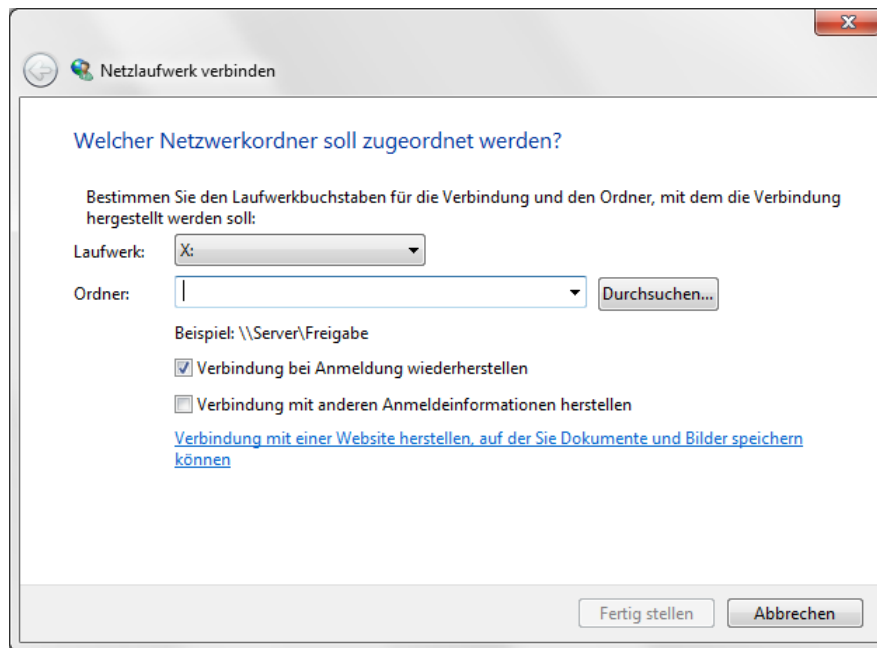 Netzlaufwerk verbinden
Welcher Netzwerkordner soll zugeordnet werden?
Bestimmen Sie den Laufwerkbuchstaben für die Verbindung und den Ordner, mit dem die Verbindung
hergestellt werden soll:
Laufwerk: X:
Ordner: Durchsuchen...
Beispiel: \\Server\Freigabe
Verbindung bei Anmeldung wiederherstellen
Verbindung mit anderen Anmeldeinformationen herstellen
Verbindung mit einer Website herstellen, auf der Sie Dokumente und Bilder speichern
können
Fertig stellen Abbrechen